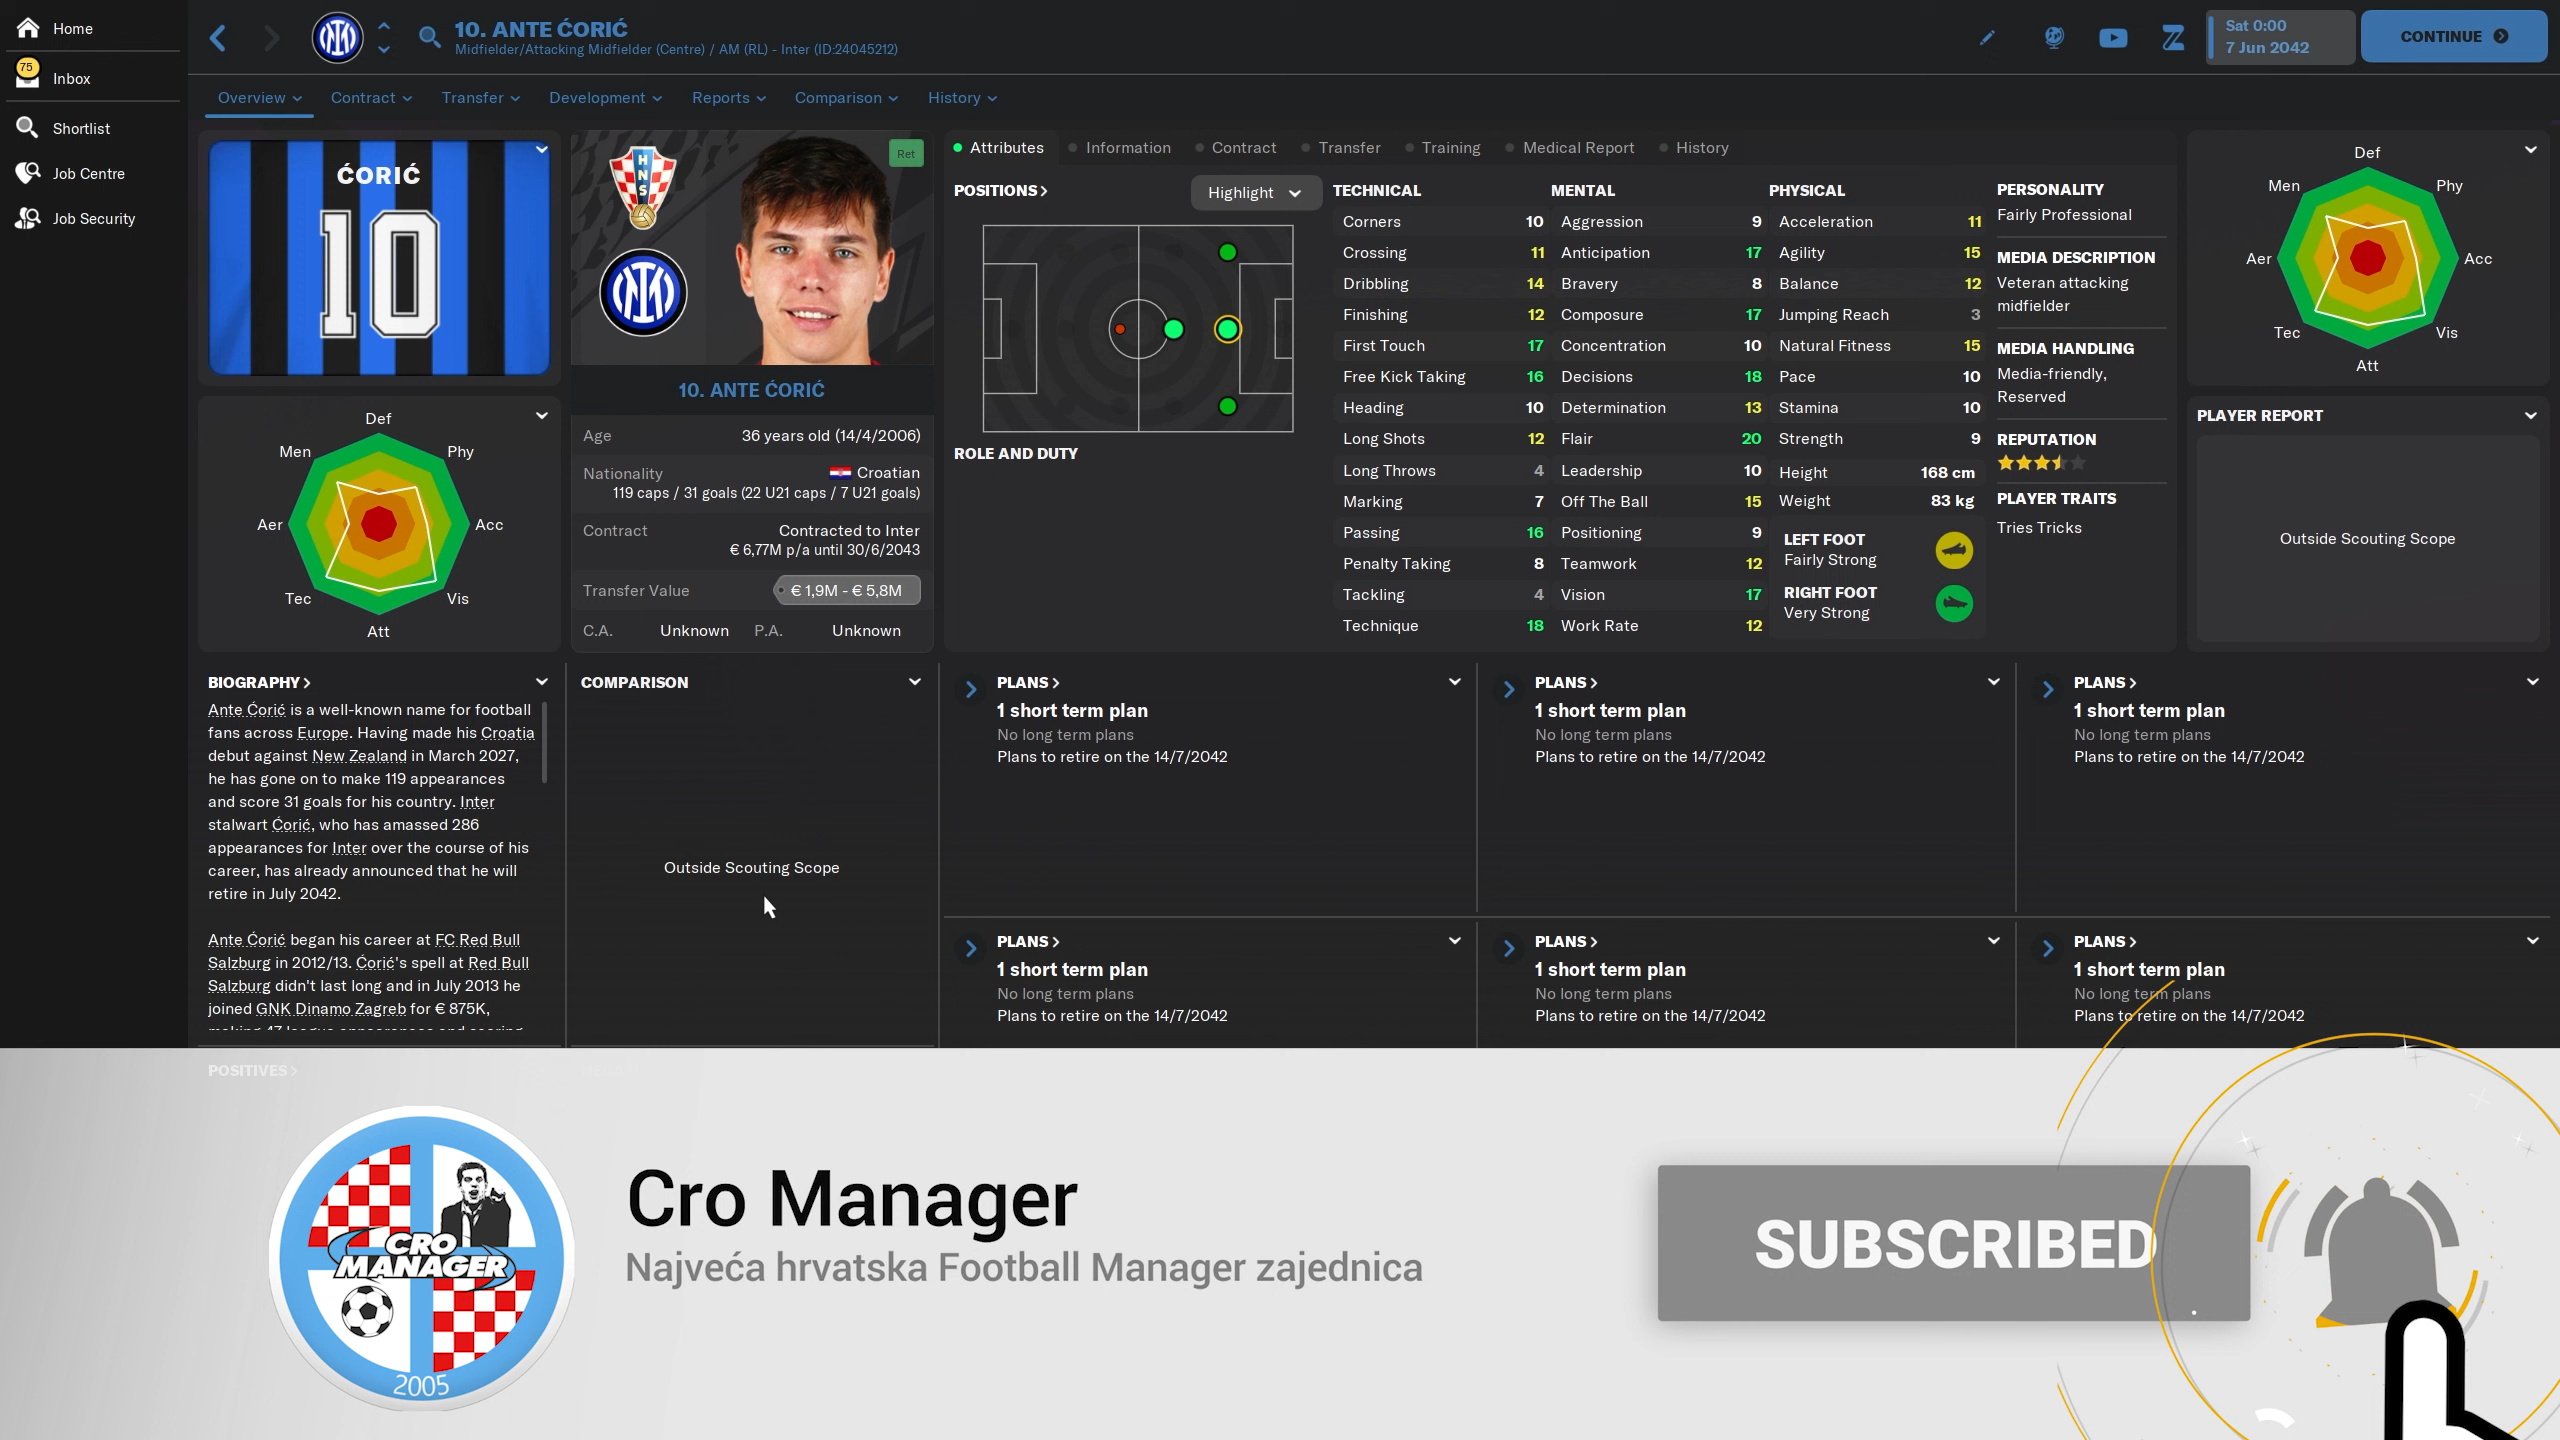 Home
75
Inbox
Shortlist
Job Centre
Job Security
10. ANTE ĆORIĆ
Midfielder/Attacking Midfielder (Centre) / AM (RL) - Inter (ID:24045212)
Sat 0:00
7 Jun 2042
CONTINUE
Overview
Contract
Transfer
Development
Reports
Comparison
History
ĆORIĆ
10
Def
Men
Phy
Aer
Acc
Tec
Vis
Att
HNS
Ret
10. ANTE ĆORIĆ
Age 36 years old (14/4/2006)
Nationality Croatian
119 caps / 31 goals (22 U21 caps / 7 U21 goals)
Contract Contracted to Inter
€ 6,77M p/a until 30/6/2043
Transfer Value € 1,9M - € 5,8M
C.A. Unknown P.A. Unknown
Attributes
Information
Contract
Transfer
Training
Medical Report
History
POSITIONS
Highlight
ROLE AND DUTY
TECHNICAL
Corners 10
Crossing 11
Dribbling 14
Finishing 12
First Touch 17
Free Kick Taking 16
Heading 10
Long Shots 12
Long Throws 4
Marking 7
Passing 16
Penalty Taking 8
Tackling 4
Technique 18
MENTAL
Aggression 9
Anticipation 17
Bravery 8
Composure 17
Concentration 10
Decisions 18
Determination 13
Flair 20
Leadership 10
Off The Ball 15
Positioning 9
Teamwork 12
Vision 17
Work Rate 12
PHYSICAL
Acceleration 11
Agility 15
Balance 12
Jumping Reach 3
Natural Fitness 15
Pace 10
Stamina 10
Strength 9
Height 168 cm
Weight 83 kg
LEFT FOOT
Fairly Strong
RIGHT FOOT
Very Strong
PERSONALITY
Fairly Professional
MEDIA DESCRIPTION
Veteran attacking
midfielder
MEDIA HANDLING
Media-friendly,
Reserved
REPUTATION
PLAYER TRAITS
Tries Tricks
Def
Men
Phy
Aer
Acc
Tec
Vis
Att
PLAYER REPORT
Outside Scouting Scope
BIOGRAPHY
Ante Ćorić is a well-known name for football
fans across Europe. Having made his Croatia
debut against New Zealand in March 2027,
he has gone on to make 119 appearances
and score 31 goals for his country. Inter
stalwart Ćorić, who has amassed 286
appearances for Inter over the course of his
career, has already announced that he will
retire in July 2042.
Ante Ćorić began his career at FC Red Bull
Salzburg in 2012/13. Ćorić's spell at Red Bull
Salzburg didn't last long and in July 2013 he
joined GNK Dinamo Zagreb for € 875K,
COMPARISON
Outside Scouting Scope
PLANS
1 short term plan
No long term plans
Plans to retire on the 14/7/2042
PLANS
1 short term plan
No long term plans
Plans to retire on the 14/7/2042
PLANS
1 short term plan
No long term plans
Plans to retire on the 14/7/2042
PLANS
1 short term plan
No long term plans
Plans to retire on the 14/7/2042
PLANS
1 short term plan
No long term plans
Plans to retire on the 14/7/2042
PLANS
1 short term plan
No long term plans
Plans to retire on the 14/7/2042
POSITIVES
CRO
MANAGER
2005
Cro Manager
Najveća hrvatska Football Manager zajednica
SUBSCRIBED